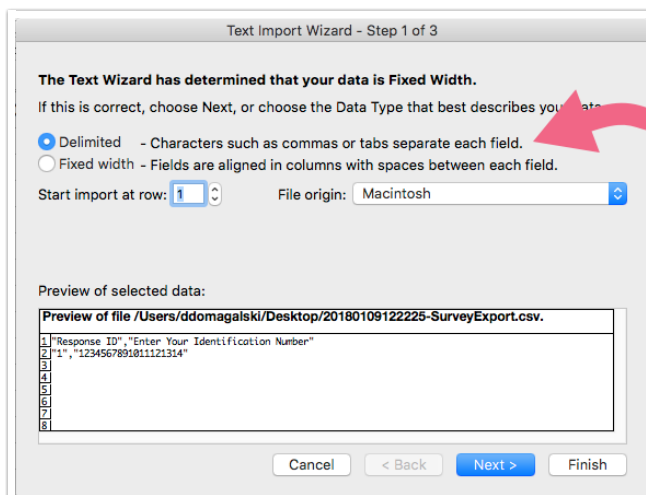 Text Import Wizard - Step 1 of 3
The Text Wizard has determined that your data is Fixed Width.
If this is correct, choose Next, or choose the Data Type that best describes your data.
Delimited - Characters such as commas or tabs separate each field.
Fixed width - Fields are aligned in columns with spaces between each field.
Start import at row: 1 File origin: Macintosh
Preview of selected data:
Preview of file /Users/ddomagalski/Desktop/20180109122225-SurveyExport.csv.
1 "Response ID","Enter Your Identification Number"
2 "1","1234567891011121314"
3
4
5
6
7
8
Cancel < Back Next > Finish